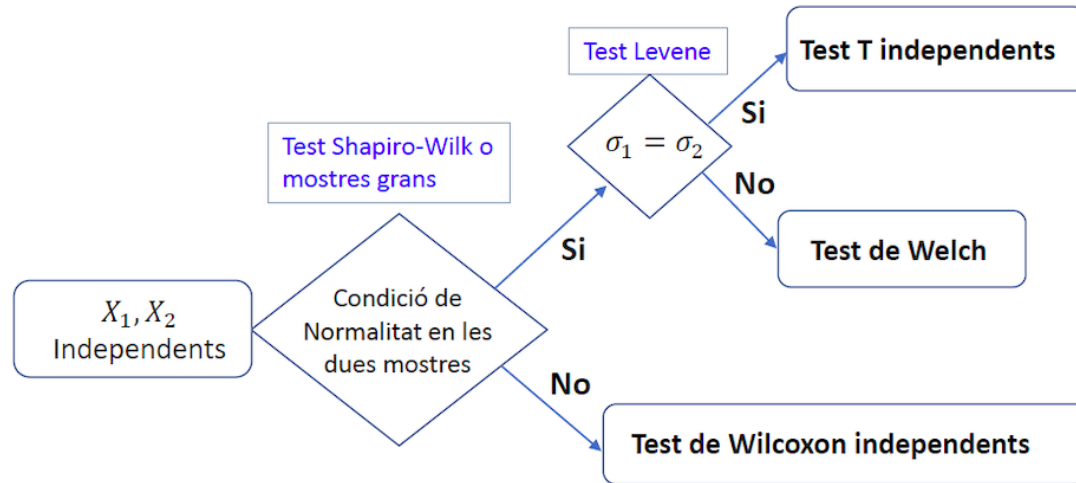 X₁, X₂
Independents
Test Shapiro-Wilk o
mostres grans
Condició de
Normalitat en les
dues mostres
Si
No
Test Levene
σ₁ = σ₂
Si
No
Test T independents
Test de Welch
Test de Wilcoxon independents